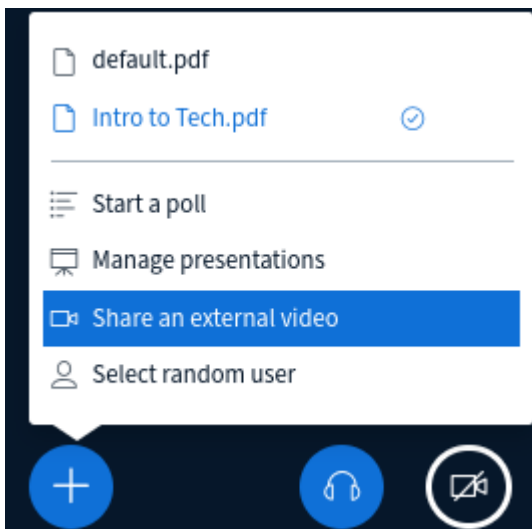 default.pdf
Intro to Tech.pdf
Start a poll
Manage presentations
Share an external video
Select random user